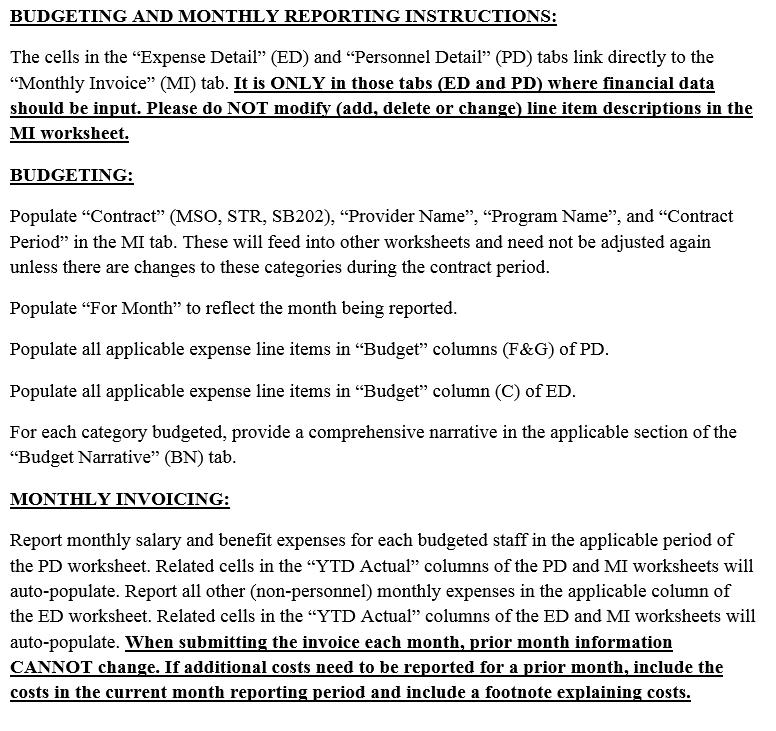 BUDGETING AND MONTHLY REPORTING INSTRUCTIONS:
The cells in the “Expense Detail” (ED) and “Personnel Detail” (PD) tabs link directly to the
“Monthly Invoice” (MI) tab. It is ONLY in those tabs (ED and PD) where financial data
should be input. Please do NOT modify (add, delete or change) line item descriptions in the
MI worksheet.
BUDGETING:
Populate “Contract” (MSO, STR, SB202), “Provider Name”, “Program Name”, and “Contract
Period” in the MI tab. These will feed into other worksheets and need not be adjusted again
unless there are changes to these categories during the contract period.
Populate “For Month” to reflect the month being reported.
Populate all applicable expense line items in “Budget” columns (F&G) of PD.
Populate all applicable expense line items in “Budget” column (C) of ED.
For each category budgeted, provide a comprehensive narrative in the applicable section of the
“Budget Narrative” (BN) tab.
MONTHLY INVOICING:
Report monthly salary and benefit expenses for each budgeted staff in the applicable period of
the PD worksheet. Related cells in the “YTD Actual” columns of the PD and MI worksheets will
auto-populate. Report all other (non-personnel) monthly expenses in the applicable column of
the ED worksheet. Related cells in the “YTD Actual” columns of the ED and MI worksheets will
auto-populate. When submitting the invoice each month, prior month information
CANNOT change. If additional costs need to be reported for a prior month, include the
costs in the current month reporting period and include a footnote explaining costs.